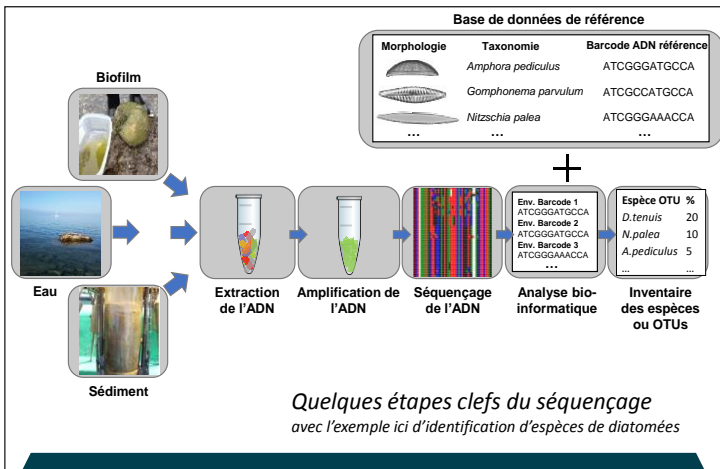 Base de données de référence
Morphologie Taxonomie Barcode ADN référence
Amphora pediculus ATCGGGATGCCA
Gomphonema parvulum ATCGCCATGCCA
Nitzschia palea ATCGGGAAACCA
... ... ...
Biofilm
Eau
Sédiment
+
Extraction
de l'ADN
Amplification de
l'ADN
Séquençage
de l'ADN
Env. Barcode 1
ATCGGGATGCCA
Env. Barcode 2
ATCGGGATGCCA
Env. Barcode 3
ATCGGGAAACCA
...
Analyse bio-
informatique
Espèce OTU %
D.tenuis 20
N.palea 10
A.pediculus 5
... ...
Inventaire
des espèces
ou OTUs
Quelques étapes clefs du séquençage
avec l'exemple ici d'identification d'espèces de diatomées